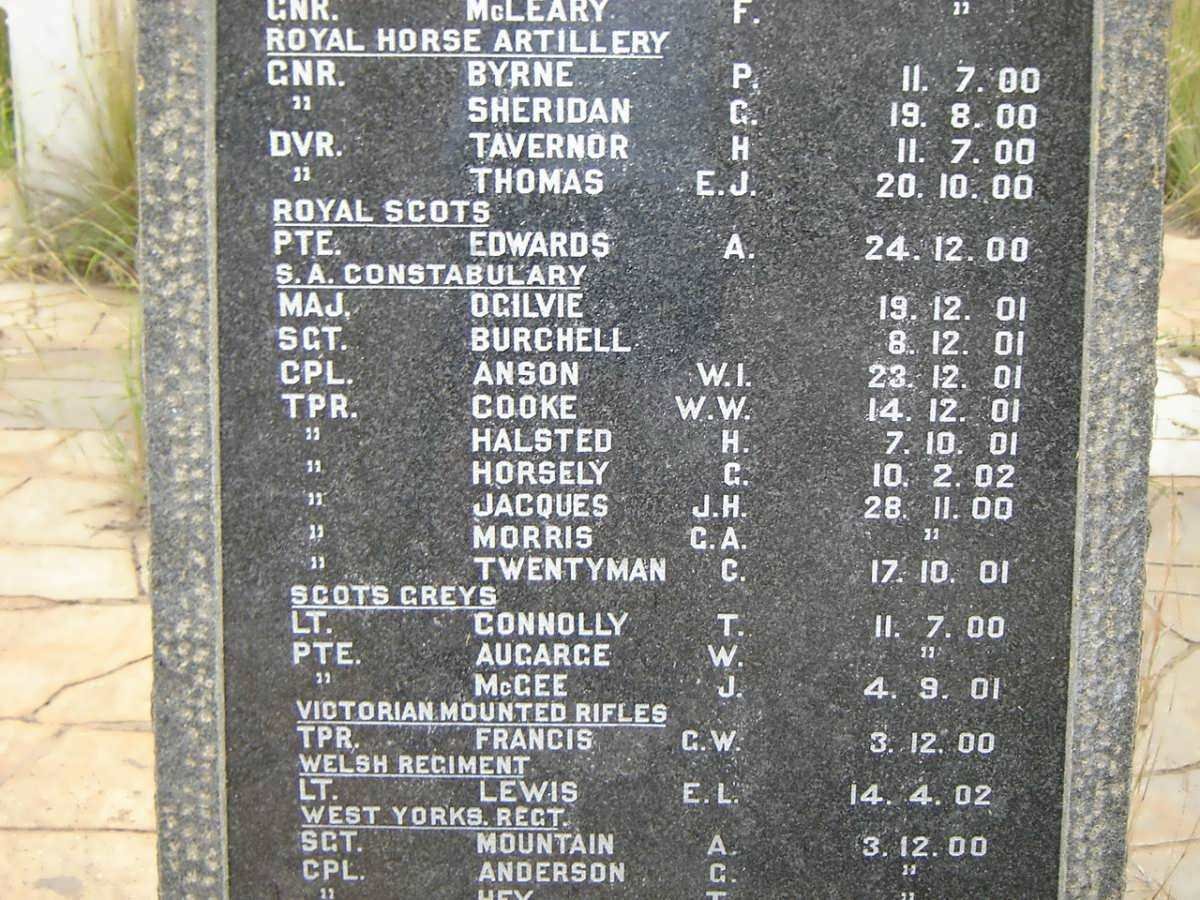 GNR. McLEARY F. "
ROYAL HORSE ARTILLERY
GNR. BYRNE P. 11. 7. 00
" SHERIDAN G. 19. 8. 00
DVR. TAVERNOR H 11. 7. 00
" THOMAS E.J. 20. 10. 00
ROYAL SCOTS
PTE. EDWARDS A. 24. 12. 00
S.A. CONSTABULARY
MAJ. OGILVIE 19. 12. 01
SGT. BURCHELL 8. 12. 01
CPL. ANSON W.I. 23. 12. 01
TPR. COOKE W.W. 14. 12. 01
" HALSTED H. 7. 10. 01
" HORSELY G. 10. 2. 02
" JACQUES J.H. 28. 11. 00
" MORRIS C.A. "
" TWENTYMAN G. 17. 10. 01
SCOTS GREYS
LT. CONNOLLY T. 11. 7. 00
PTE. AUGARGE W. "
" McGEE J. 4. 9. 01
VICTORIAN MOUNTED RIFLES
TPR. FRANCIS G.W. 3. 12. 00
WELSH REGIMENT
LT. LEWIS E.L. 14. 4. 02
WEST YORKS. REGT.
SGT. MOUNTAIN A. 3. 12. 00
CPL. ANDERSON G. "
" HEY T. "